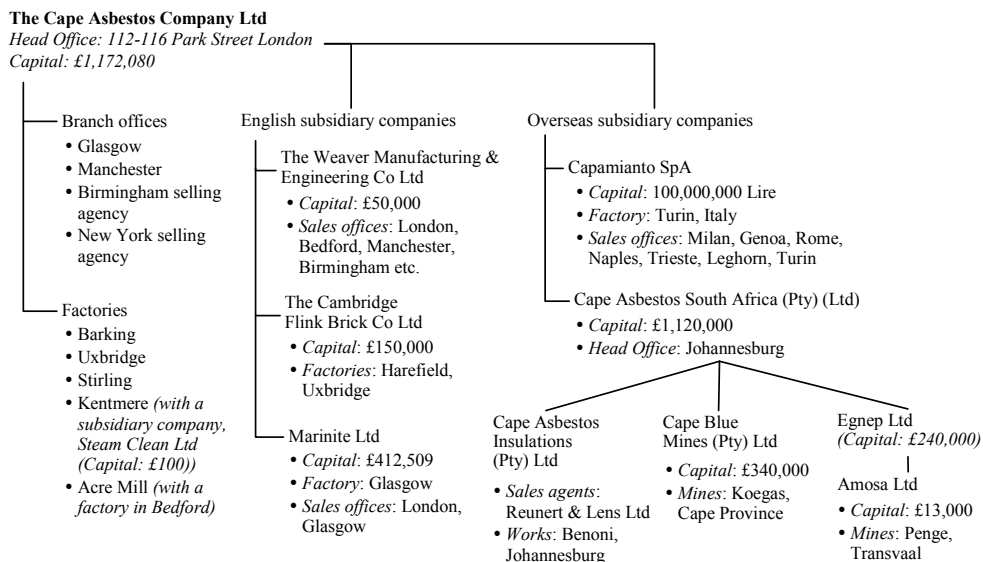 The Cape Asbestos Company Ltd
Head Office: 112-116 Park Street London
Capital: £1,172,080
Branch offices
• Glasgow
• Manchester
• Birmingham selling
agency
• New York selling
agency
Factories
• Barking
• Uxbridge
• Stirling
• Kentmere (with a
subsidiary company,
Steam Clean Ltd
(Capital: £100))
• Acre Mill (with a
factory in Bedford)
English subsidiary companies
The Weaver Manufacturing &
Engineering Co Ltd
• Capital: £50,000
• Sales offices: London,
Bedford, Manchester,
Birmingham etc.
The Cambridge
Flink Brick Co Ltd
• Capital: £150,000
• Factories: Harefield,
Uxbridge
Marinite Ltd
• Capital: £412,509
• Factory: Glasgow
• Sales offices: London,
Glasgow
Overseas subsidiary companies
Capamianto SpA
• Capital: 100,000,000 Lire
• Factory: Turin, Italy
• Sales offices: Milan, Genoa, Rome,
Naples, Trieste, Leghorn, Turin
Cape Asbestos South Africa (Pty) (Ltd)
• Capital: £1,120,000
• Head Office: Johannesburg
Cape Asbestos
Insulations
(Pty) Ltd
• Sales agents:
Reunert & Lens Ltd
• Works: Benoni,
Johannesburg
Cape Blue
Mines (Pty) Ltd
• Capital: £340,000
• Mines: Koegas,
Cape Province
Egnep Ltd
(Capital: £240,000)
Amosa Ltd
• Capital: £13,000
• Mines: Penge,
Transvaal